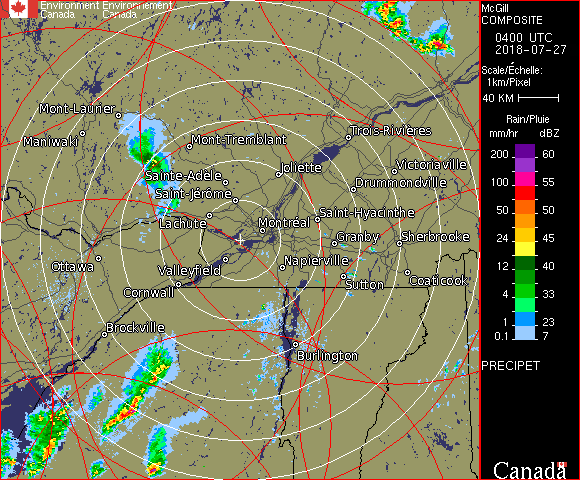 Environment Environnement
Canada Canada
McGill
COMPOSITE
0400 UTC
2018-07-27
Scale/Échelle:
1km/Pixel
40 KM
Rain/Pluie
mm/hr dBZ
200 60
150 57
100 55
50 50
24 45
12 40
4 33
1 23
0.1 7
PRECIPET
Canada
Mont-Laurier
Maniwaki
Mont-Tremblant
Trois-Rivières
Sainte-Adèle
Joliette
Victoriaville
Saint-Jérôme
Drummondville
Lachute
Montréal
Saint-Hyacinthe
Granby
Sherbrooke
Ottawa
Valleyfield
Napierville
Cornwall
Sutton
Coaticook
Brockville
Burlington